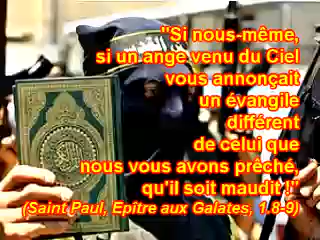 "Si nous-même,
si un ange venu du Ciel
vous annonçait
un évangile
différent
de celui que
nous vous avons prêché,
qu'il soit maudit !"
(Saint Paul, Epître aux Galates, 1,8-9)